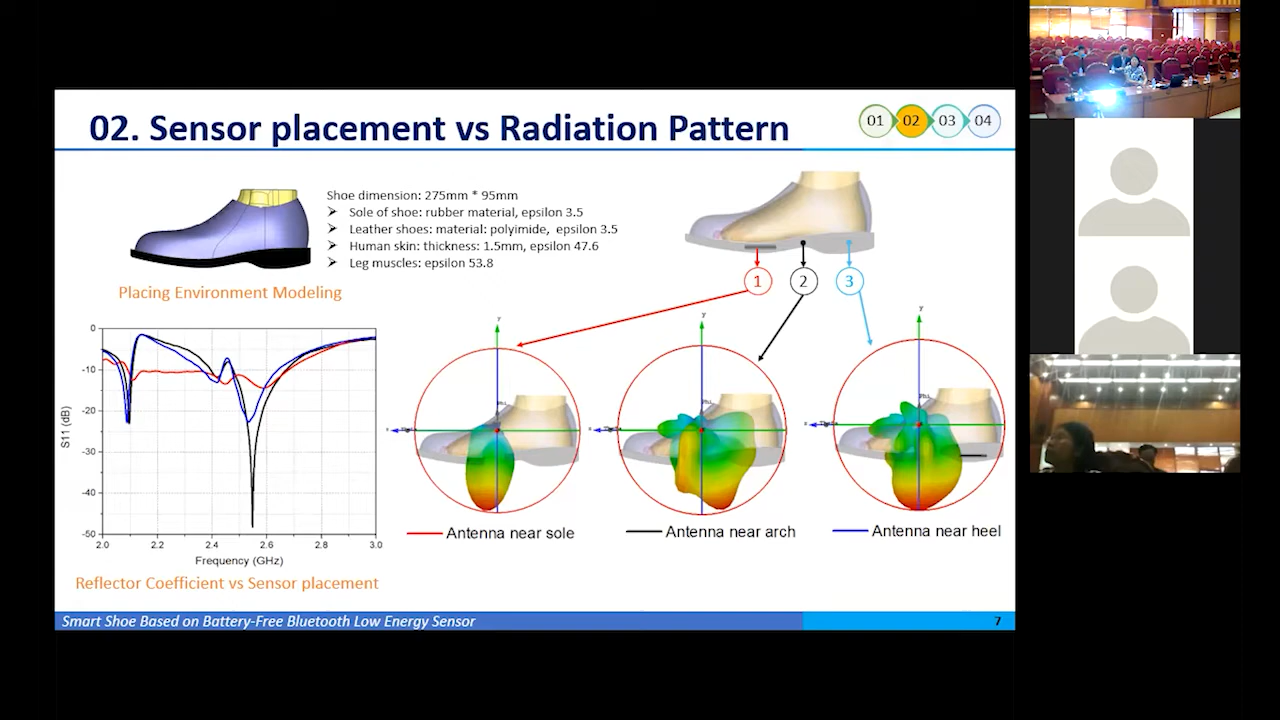 02. Sensor placement vs Radiation Pattern
01 02 03 04
Shoe dimension: 275mm * 95mm
Sole of shoe: rubber material, epsilon 3.5
Leather shoes: material: polyimide, epsilon 3.5
Human skin: thickness: 1.5mm, epsilon 47.6
Leg muscles: epsilon 53.8
Placing Environment Modeling
1 2 3
0
-10
-20
-30
-40
-50
S11 (dB)
2.0 2.2 2.4 2.6 2.8 3.0
Frequency (GHz)
Reflector Coefficient vs Sensor placement
y
y
y
Antenna near sole
Antenna near arch
Antenna near heel
Smart Shoe Based on Battery-Free Bluetooth Low Energy Sensor
7